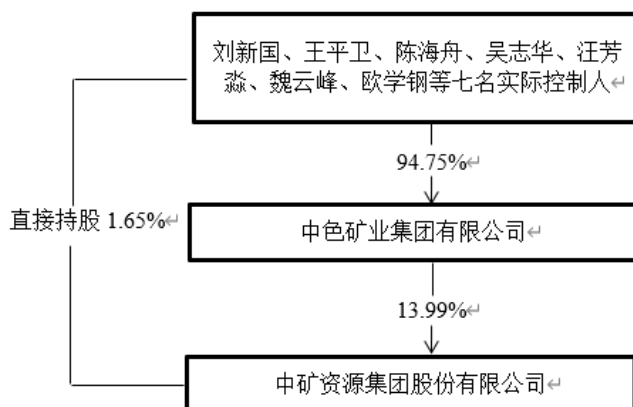 刘新国、王平卫、陈海舟、吴志华、汪芳
淼、魏云峰、欧学钢等七名实际控制人↵
94.75%↵
直接持股 1.65%↵
中色矿业集团有限公司↵
13.99%↵
中矿资源集团股份有限公司↵